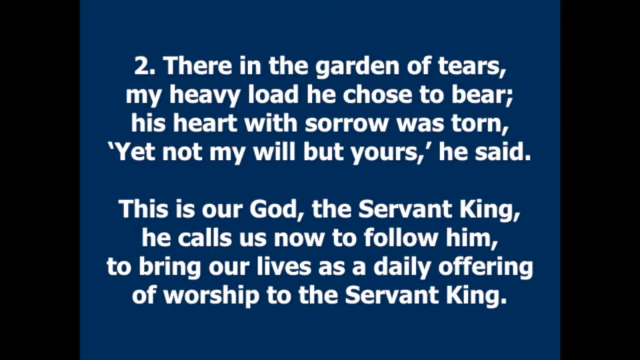 2. There in the garden of tears,
my heavy load he chose to bear;
his heart with sorrow was torn,
‘Yet not my will but yours,’ he said.
This is our God, the Servant King,
he calls us now to follow him,
to bring our lives as a daily offering
of worship to the Servant King.